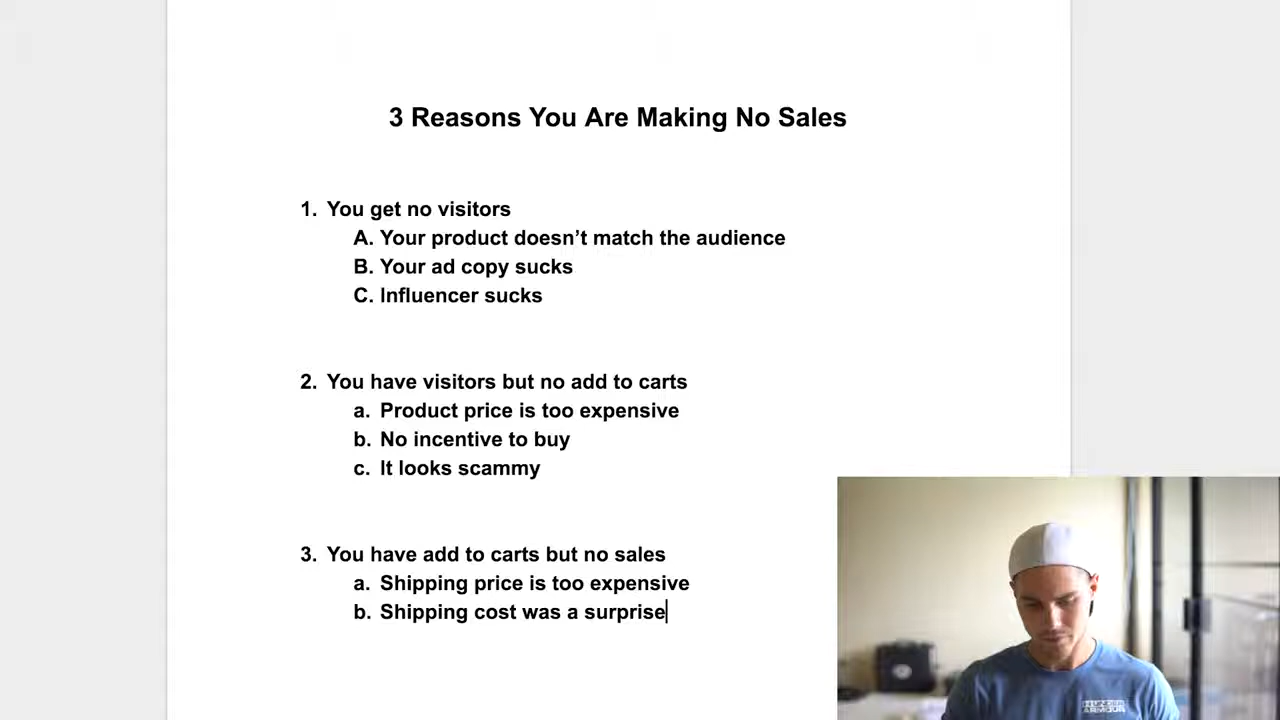 3 Reasons You Are Making No Sales
1. You get no visitors
A. Your product doesn’t match the audience
B. Your ad copy sucks
C. Influencer sucks
2. You have visitors but no add to carts
a. Product price is too expensive
b. No incentive to buy
c. It looks scammy
3. You have add to carts but no sales
a. Shipping price is too expensive
b. Shipping cost was a surprise